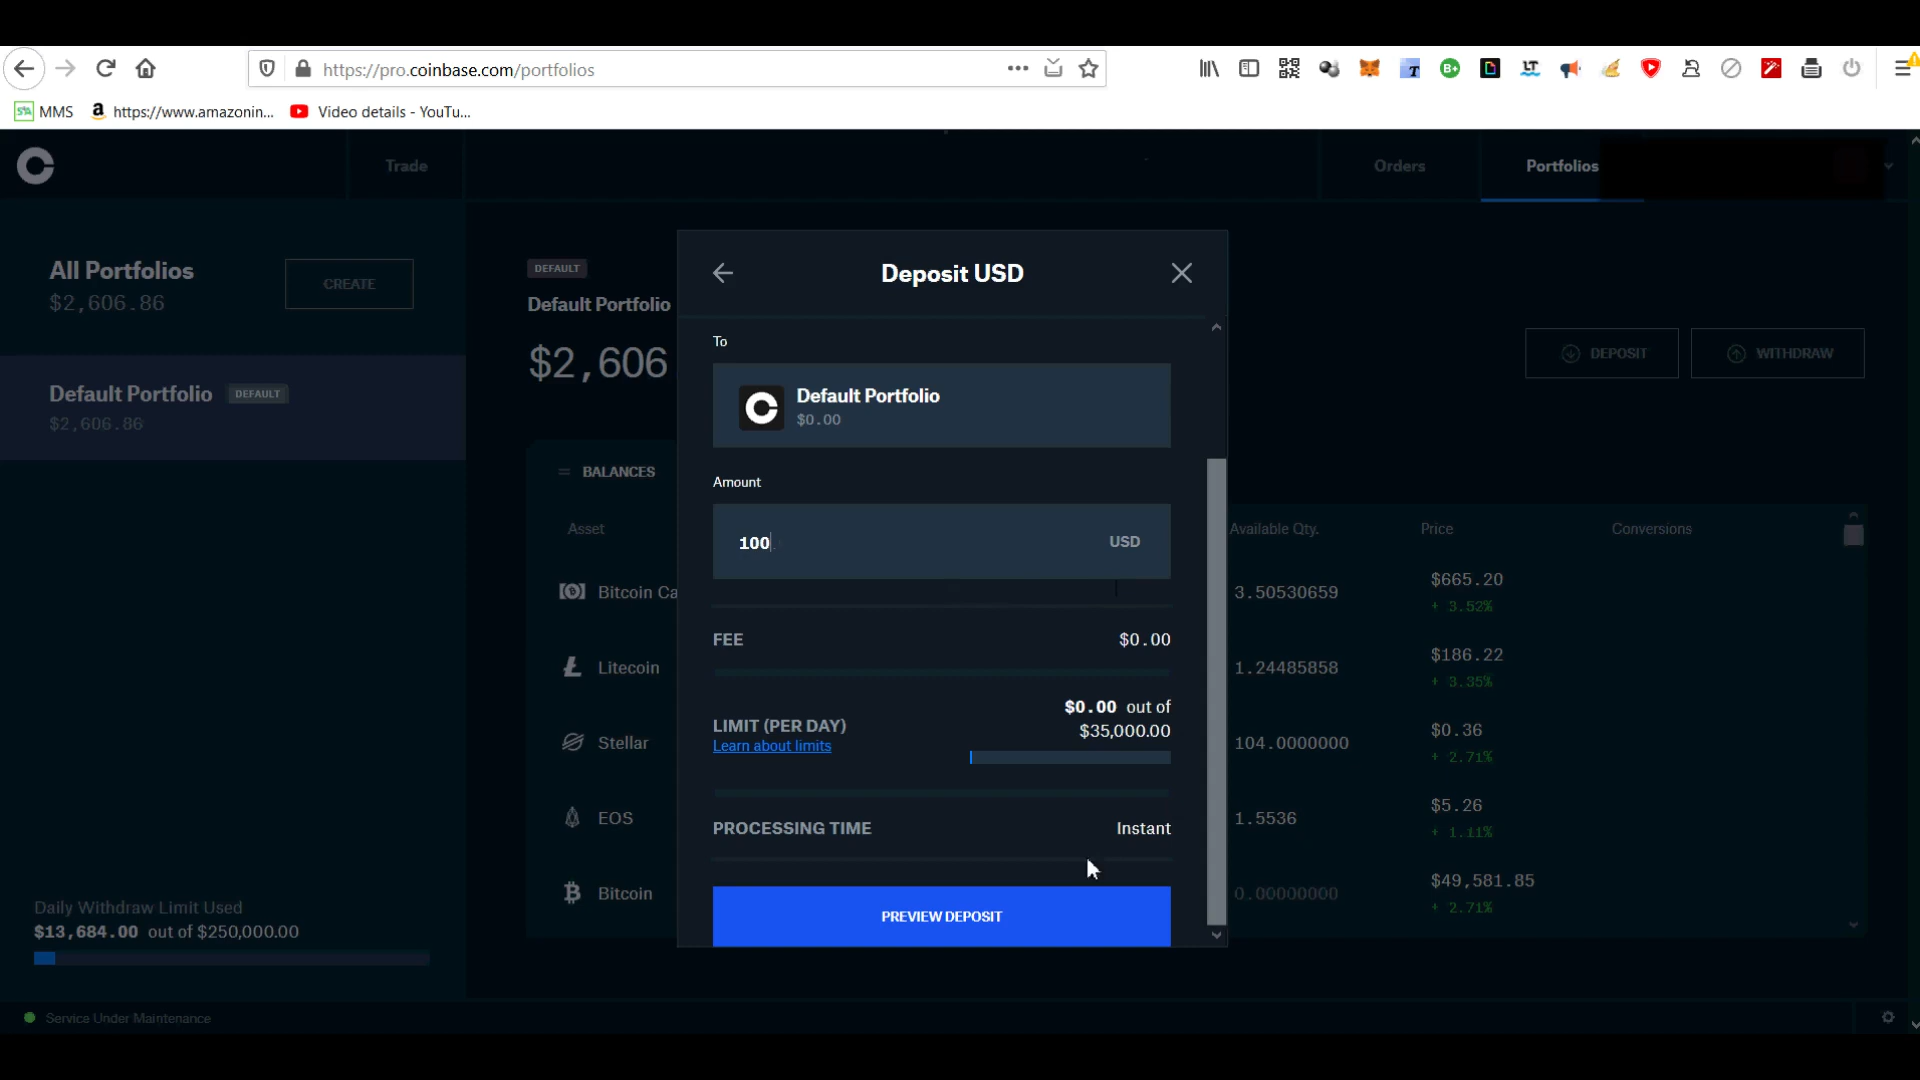 https://pro.coinbase.com/portfolios
MMS
https://www.amazonin...
Video details - YouTu...
Trade
Orders
Portfolios
All Portfolios
$2,606.86
CREATE
Default Portfolio DEFAULT
$2,606.86
Daily Withdraw Limit Used
$13,684.00 out of $250,000.00
Service Under Maintenance
DEFAULT
Default Portfolio
$2,606
DEPOSIT
WITHDRAW
BALANCES
Asset
Available Qty.
Price
Conversions
Bitcoin Ca
3.50530659
$665.20
+ 3.52%
Litecoin
1.24485858
$186.22
+ 3.35%
Stellar
104.0000000
$0.36
+ 2.71%
EOS
1.5536
$5.26
+ 1.11%
Bitcoin
0.00000000
$49,581.85
+ 2.71%
Deposit USD
To
Default Portfolio
$0.00
Amount
100
USD
FEE
$0.00
LIMIT (PER DAY)
Learn about limits
$0.00 out of
$35,000.00
PROCESSING TIME
Instant
PREVIEW DEPOSIT